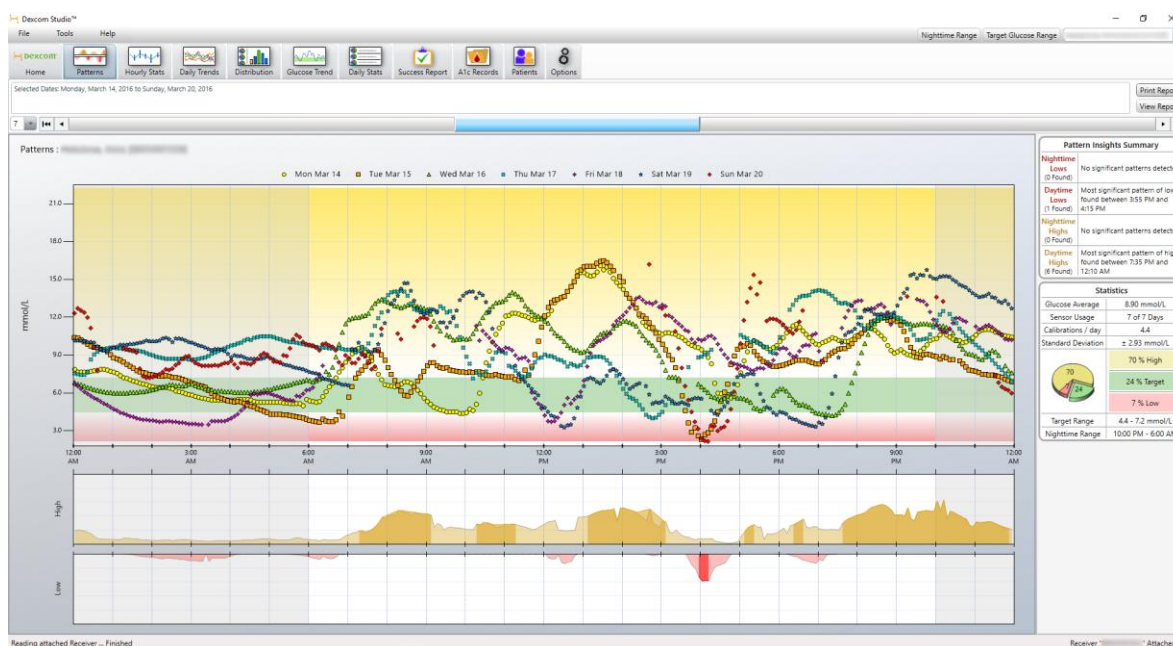 Dexcom Studio™
File Tools Help
Nighttime Range Target Glucose Range
Dexcom
Home Patterns Hourly Stats Daily Trends Distribution Glucose Trend Daily Stats Success Report A1c Records Patients Options
Selected Dates: Monday, March 14, 2016 to Sunday, March 20, 2016
Print Repo
View Repo
7
Patterns :
Mon Mar 14 Tue Mar 15 Wed Mar 16 Thu Mar 17 Fri Mar 18 Sat Mar 19 Sun Mar 20
mmol/L
21.0
18.0
15.0
12.0
9.0
6.0
3.0
12:00 AM 3:00 AM 6:00 AM 9:00 AM 12:00 PM 3:00 PM 6:00 PM 9:00 PM 12:00 AM
High
Low
Pattern Insights Summary
Nighttime Lows (0 Found) No significant patterns detecte
Daytime Lows (1 Found) Most significant pattern of low
found between 3:55 PM and
4:15 PM
Nighttime Highs (0 Found) No significant patterns detecte
Daytime Highs (6 Found) Most significant pattern of hig
found between 7:35 PM and
12:10 AM
Statistics
Glucose Average 8.90 mmol/L
Sensor Usage 7 of 7 Days
Calibrations / day 4.4
Standard Deviation ± 2.93 mmol/L
70 % High
24 % Target
7 % Low
70
24
Target Range 4.4 - 7.2 mmol/L
Nighttime Range 10:00 PM - 6:00 AM
Reading attached Receiver ... Finished
Receiver ' ' Attache